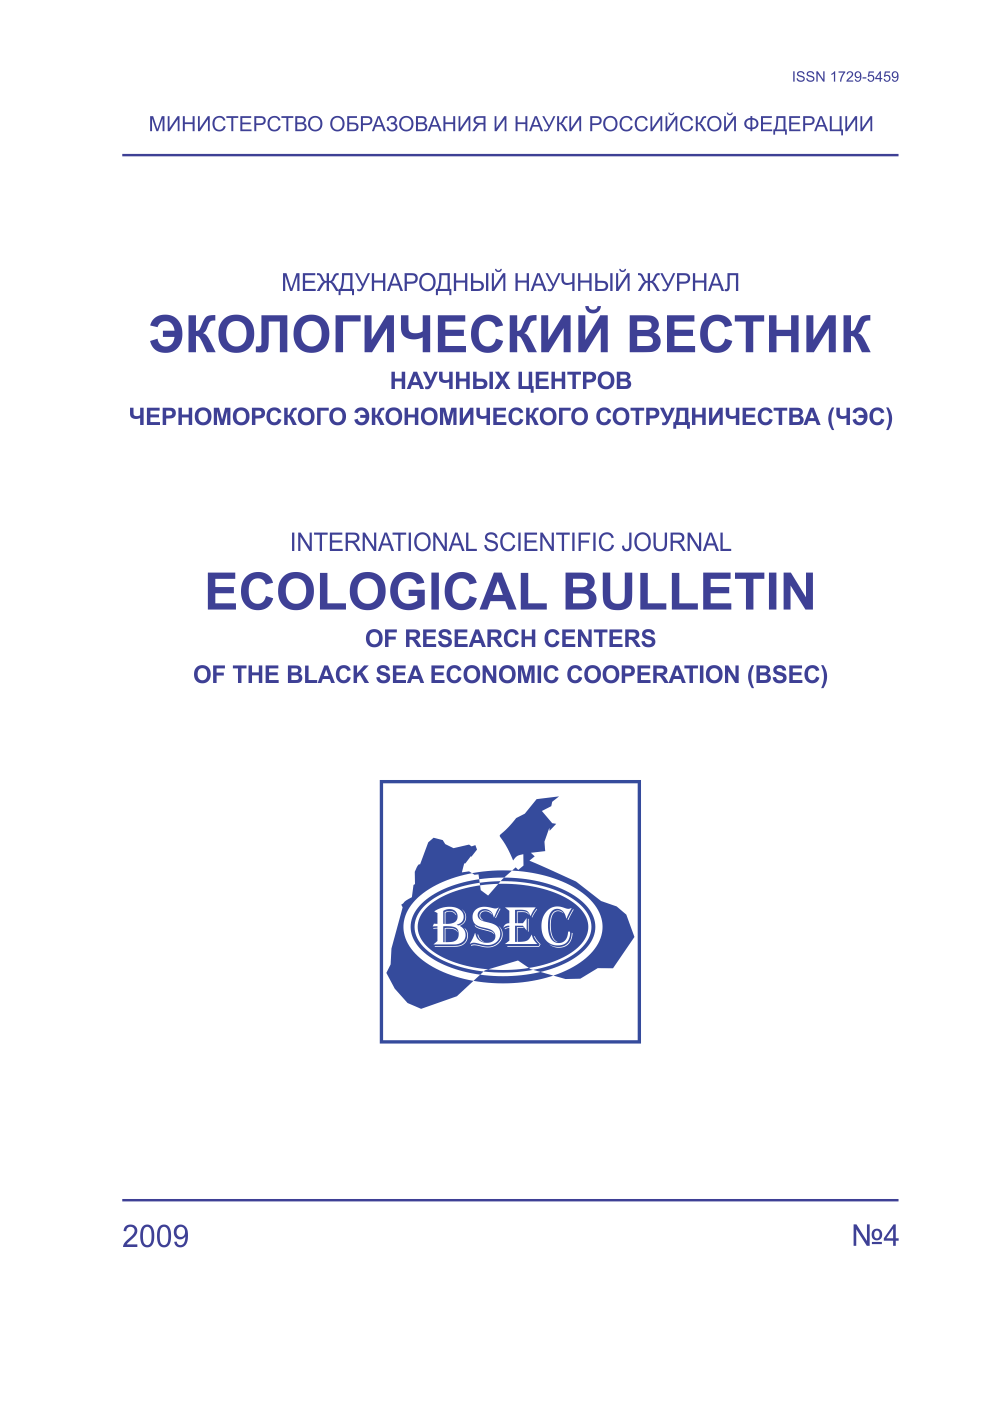 ISSN 1729-5459
МИНИСТЕРСТВО ОБРАЗОВАНИЯ И НАУКИ РОССИЙСКОЙ ФЕДЕРАЦИИ
МЕЖДУНАРОДНЫЙ НАУЧНЫЙ ЖУРНАЛ
ЭКОЛОГИЧЕСКИЙ ВЕСТНИК
НАУЧНЫХ ЦЕНТРОВ
ЧЕРНОМОРСКОГО ЭКОНОМИЧЕСКОГО СОТРУДНИЧЕСТВА (ЧЭС)
INTERNATIONAL SCIENTIFIC JOURNAL
ECOLOGICAL BULLETIN
OF RESEARCH CENTERS
OF THE BLACK SEA ECONOMIC COOPERATION (BSEC)
BSEC
2009 №4